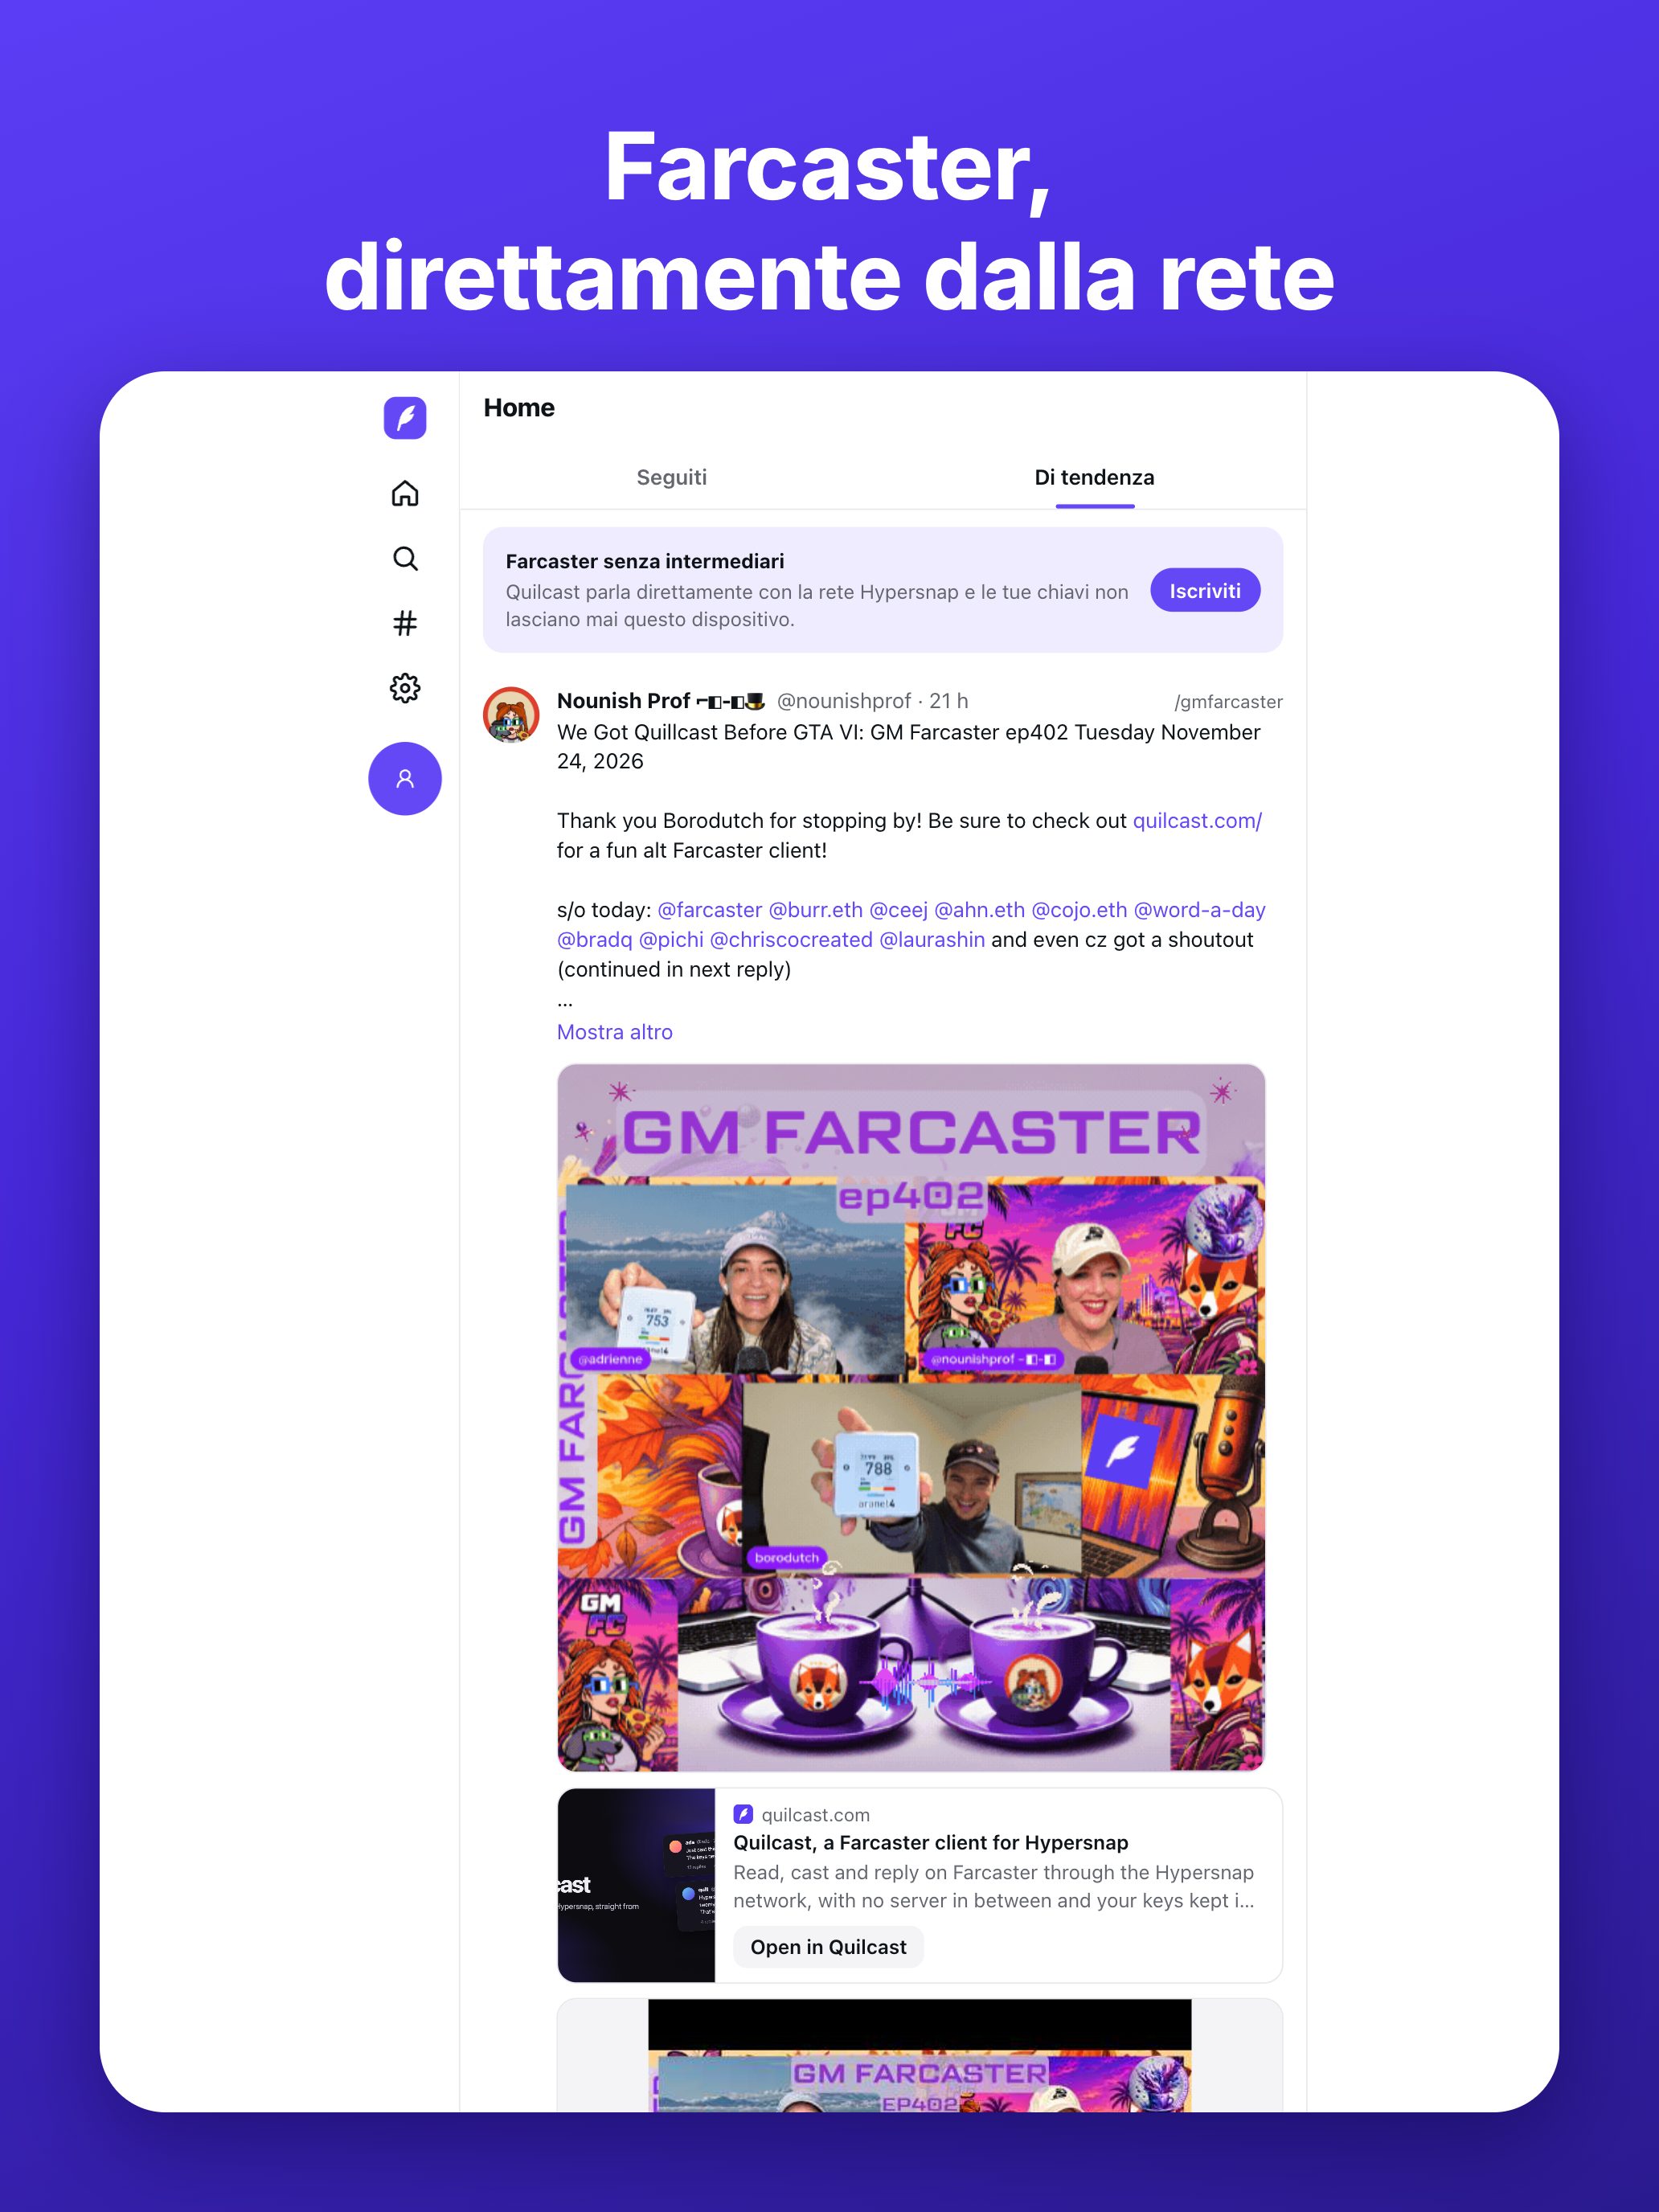 Farcaster,
direttamente dalla rete
Home
Seguiti
Di tendenza
Farcaster senza intermediari
Quilcast parla direttamente con la rete Hypersnap e le tue chiavi non
lasciano mai questo dispositivo.
Iscriviti
Nounish Prof ⌐◧-◧🎩 @nounishprof · 21 h
/gmfarcaster
We Got Quillcast Before GTA VI: GM Farcaster ep402 Tuesday November
24, 2026
Thank you Borodutch for stopping by! Be sure to check out quilcast.com/
for a fun alt Farcaster client!
s/o today: @farcaster @burr.eth @ceej @ahn.eth @cojo.eth @word-a-day
@bradq @pichi @chriscocreated @laurashin and even cz got a shoutout
(continued in next reply)
...
Mostra altro
GM FARCASTER
ep402
GM FC
753
@adrienne
@nounishprof -◧-◧
GM FARCASTER
788
aranet4
borodutch
GM
FC
quilcast.com
Quilcast, a Farcaster client for Hypersnap
Read, cast and reply on Farcaster through the Hypersnap
network, with no server in between and your keys kept i...
Open in Quilcast
cast
Hypersnap, straight from
GM FARCASTER
EP402